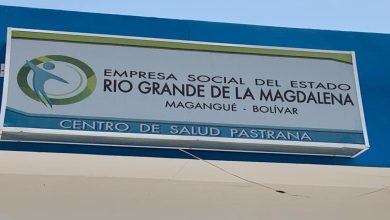 EMPRESA SOCIAL DEL ESTADO
RIO GRANDE DE LA MAGDALENA
MAGANGUÉ - BOLÍVAR
CENTRO DE SALUD PASTRANA